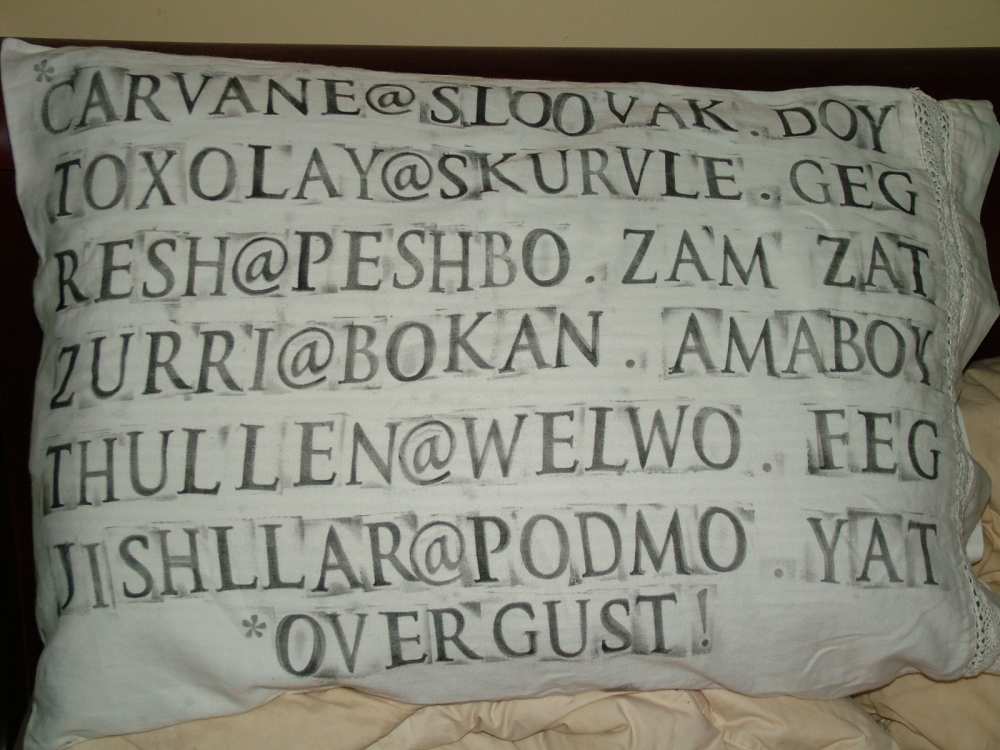 *CARVANE@SLOOVAK.DOY
TOXOLAY@SKURVLE.GEG
RESH@PESHBO.ZAM ZAT
ZURRI@BOKAN.AMABOY
THULLEN@WELWO.FEG
JISHLLAR@PODMO.YAT
*OVERGUST!